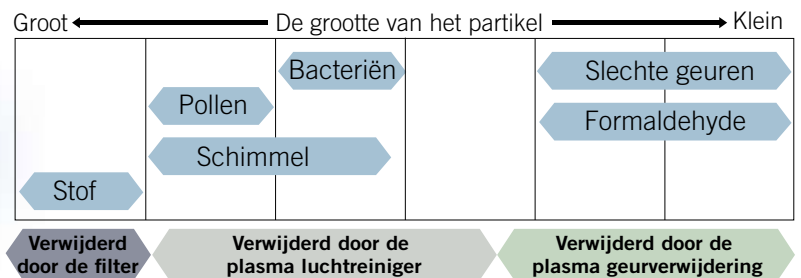 Groot De grootte van het partikel Klein
Bacteriën Slechte geuren
Pollen Formaldehyde
Schimmel
Stof
Verwijderd door de filter
Verwijderd door de plasma luchtreiniger
Verwijderd door de plasma geurverwijdering